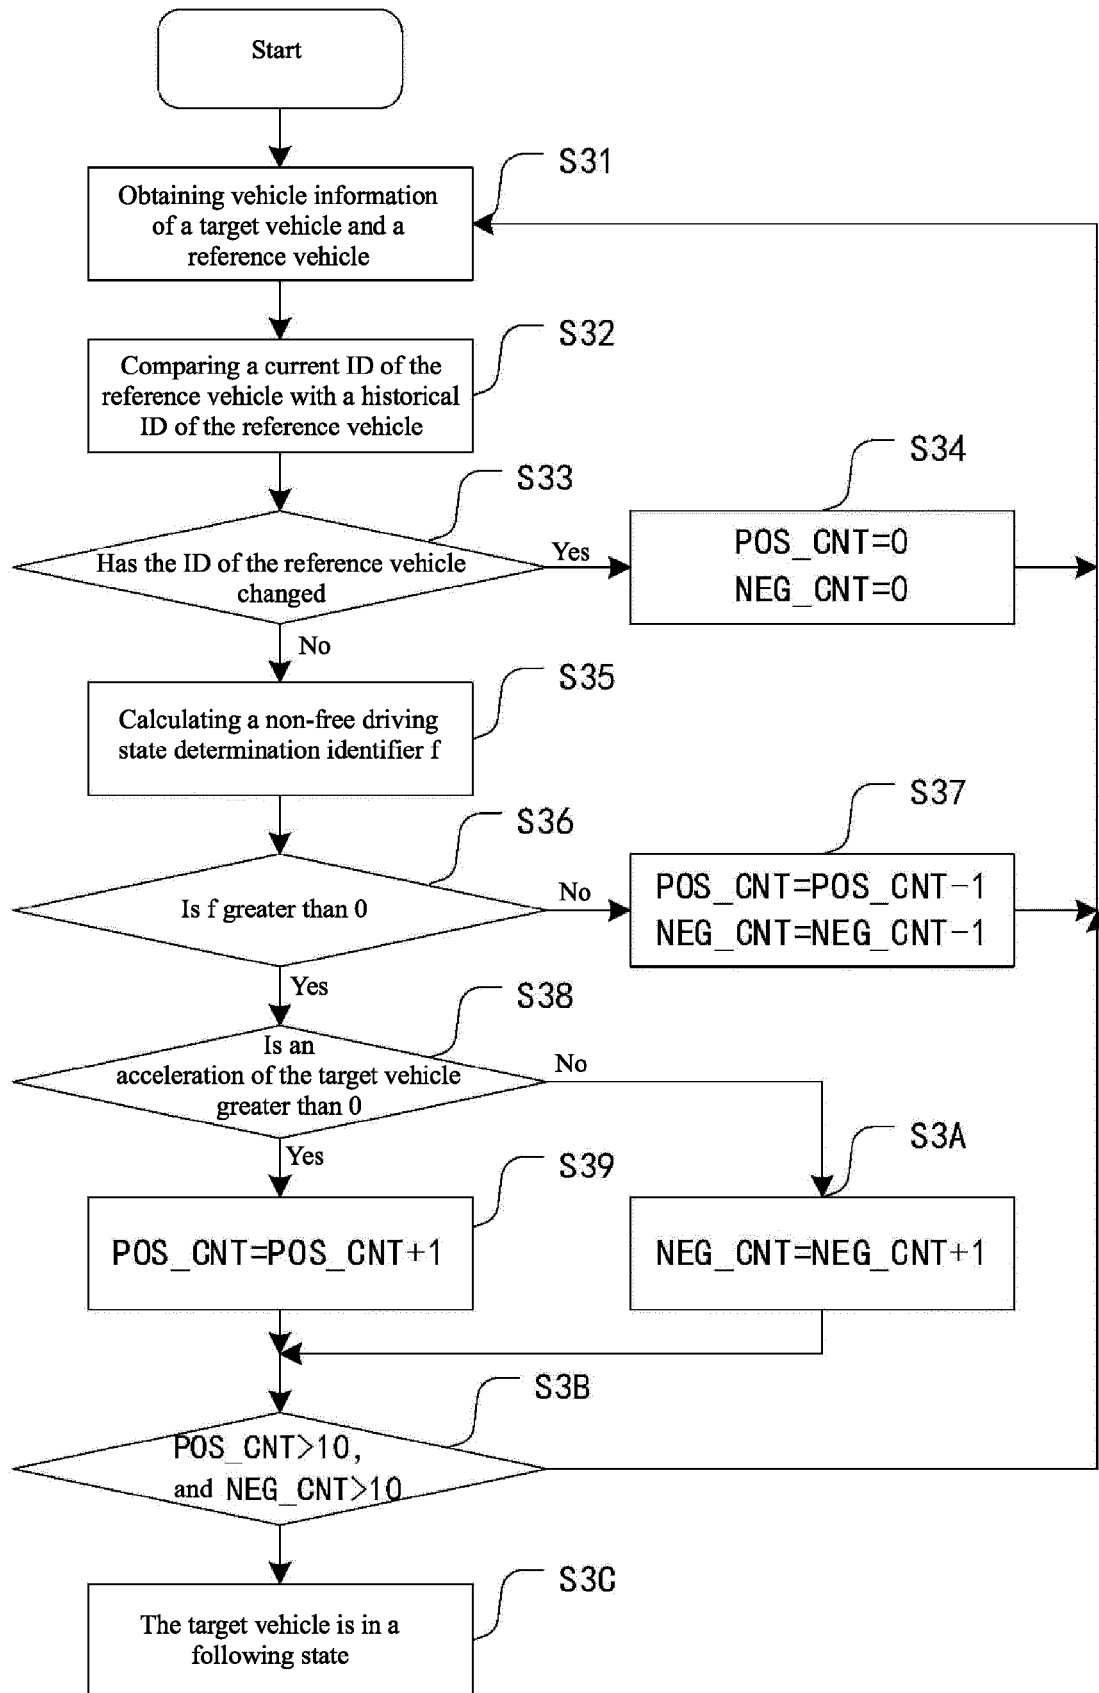 Start
S31
Obtaining vehicle information
of a target vehicle and a
reference vehicle
S32
Comparing a current ID of the
reference vehicle with a historical
ID of the reference vehicle
S33
Has the ID of the reference vehicle
changed
Yes
S34
POS_CNT=0
NEG_CNT=0
No
S35
Calculating a non-free driving
state determination identifier f
S36
Is f greater than 0
No
S37
POS_CNT=POS_CNT-1
NEG_CNT=NEG_CNT-1
Yes
S38
Is an
acceleration of the target vehicle
greater than 0
No
Yes
S39
POS_CNT=POS_CNT+1
S3A
NEG_CNT=NEG_CNT+1
S3B
POS_CNT>10,
and NEG_CNT>10
S3C
The target vehicle is in a
following state